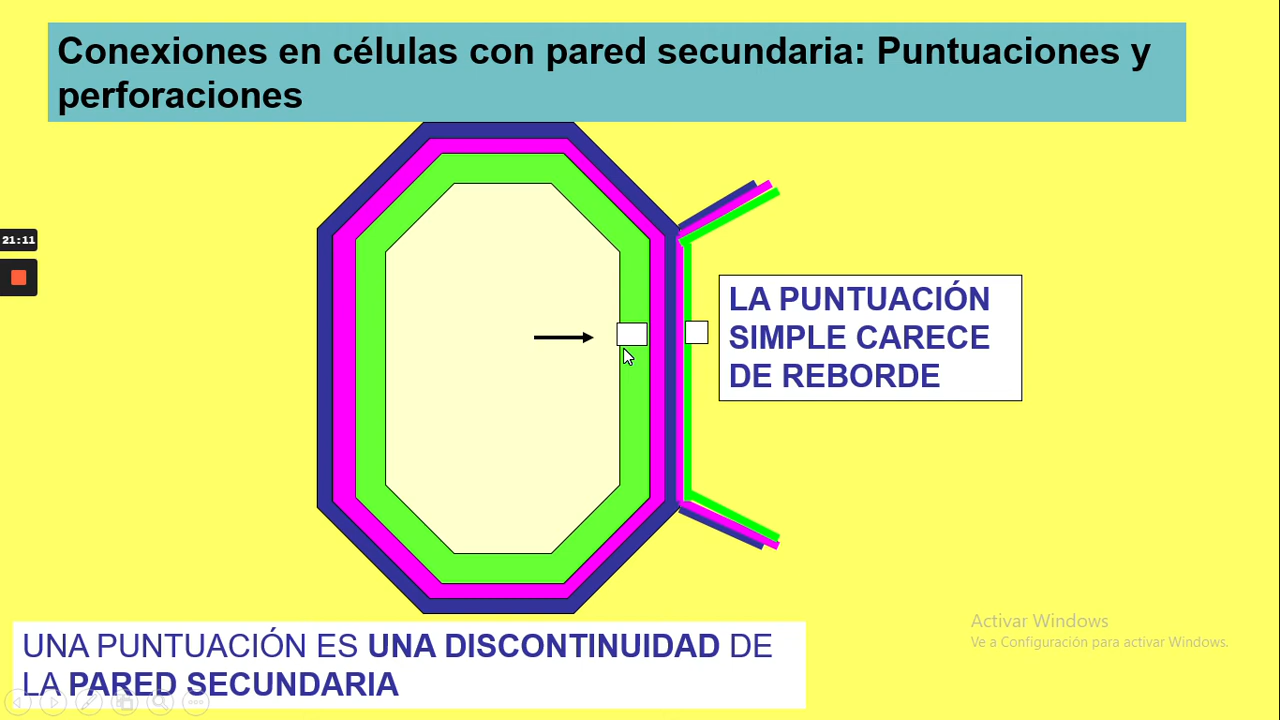 Conexiones en células con pared secundaria: Puntuaciones y
perforaciones
21:11
LA PUNTUACIÓN
SIMPLE CARECE
DE REBORDE
UNA PUNTUACIÓN ES UNA DISCONTINUIDAD DE
LA PARED SECUNDARIA
Activar Windows
Ve a Configuración para activar Windows.